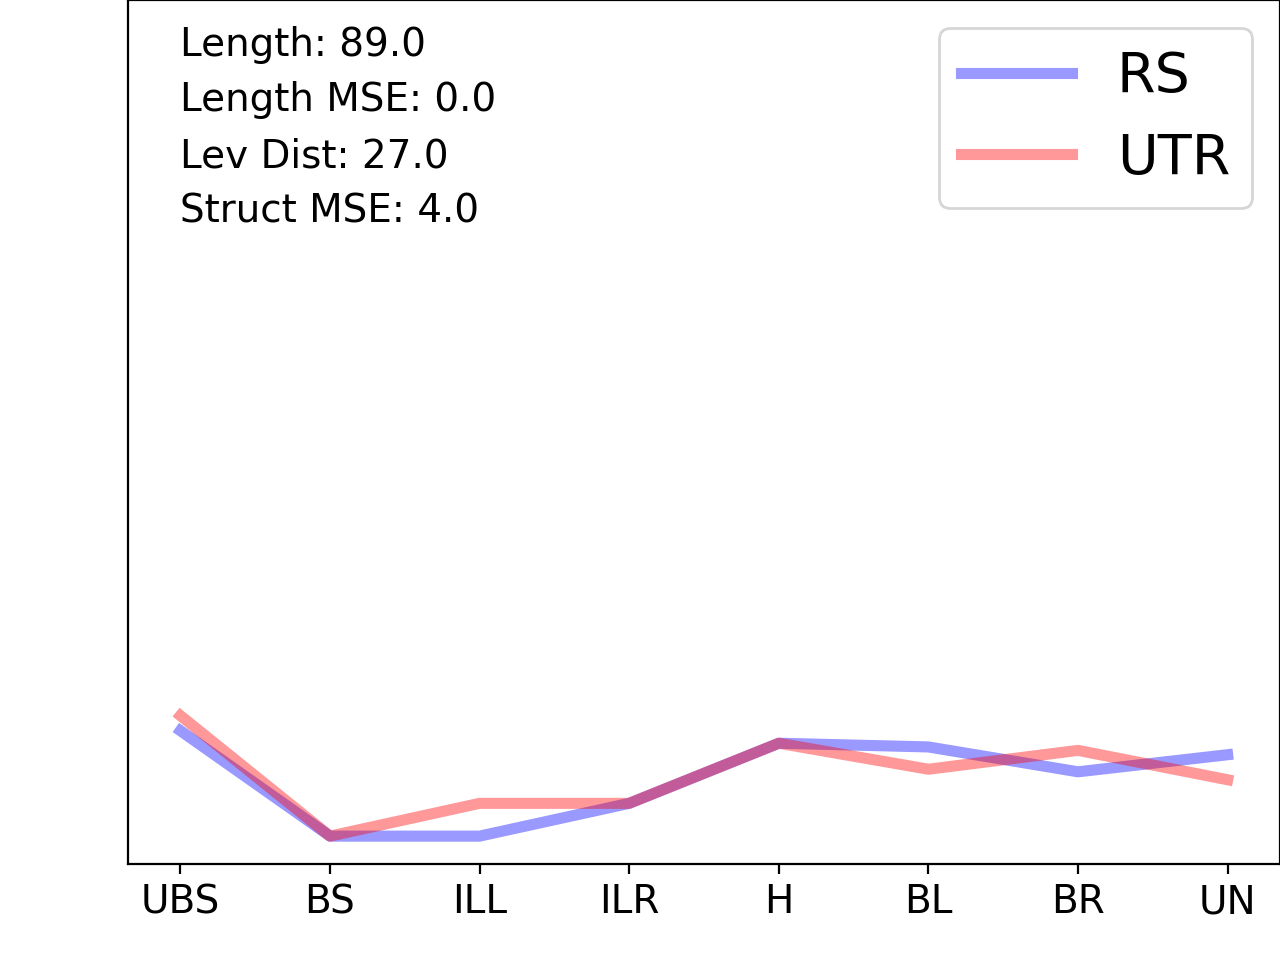 Length: 89.0
Length MSE: 0.0
Lev Dist: 27.0
Struct MSE: 4.0
RS
UTR
UBS BS ILL ILR H BL BR UN